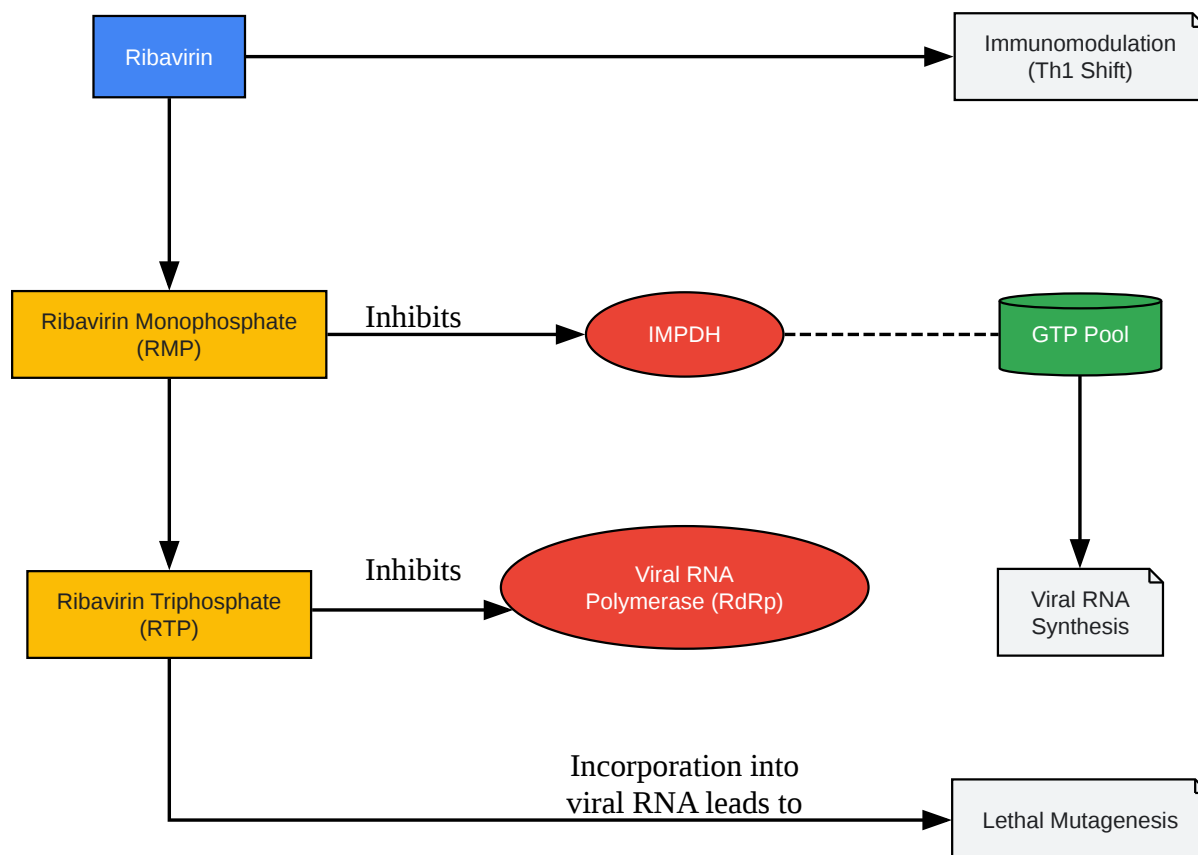 Ribavirin
Immunomodulation
(Th1 Shift)
Ribavirin Monophosphate
(RMP)
Inhibits
IMPDH
GTP Pool
Ribavirin Triphosphate
(RTP)
Inhibits
Viral RNA
Polymerase (RdRp)
Viral RNA
Synthesis
Incorporation into
viral RNA leads to
Lethal Mutagenesis